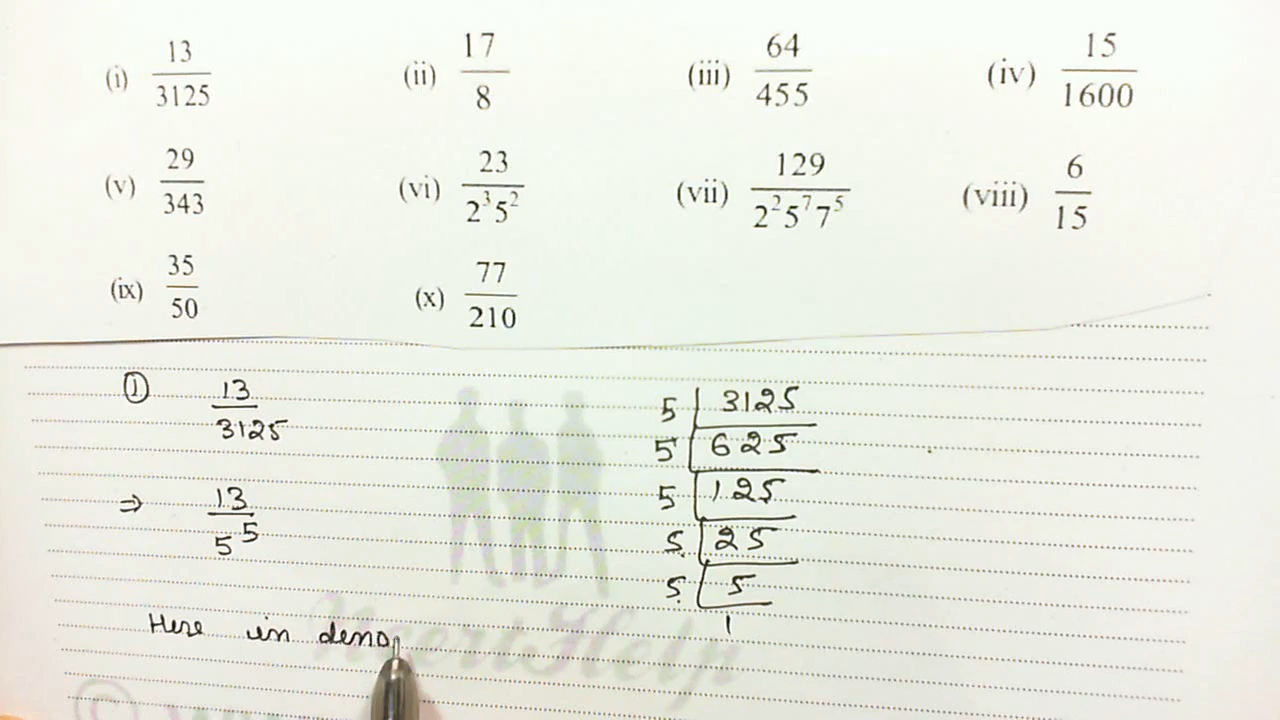 (i) 13/3125 (ii) 17/8 (iii) 64/455 (iv) 15/1600
(v) 29/343 (vi) 23/2³5² (vii) 129/2²5⁷7⁵ (viii) 6/15
(ix) 35/50 (x) 77/210
① 13/3125
⇒ 13/5⁵
Here in deno
5 | 3125
5 | 625
5 | 125
5 | 25
5 | 5
1
NcertHelp